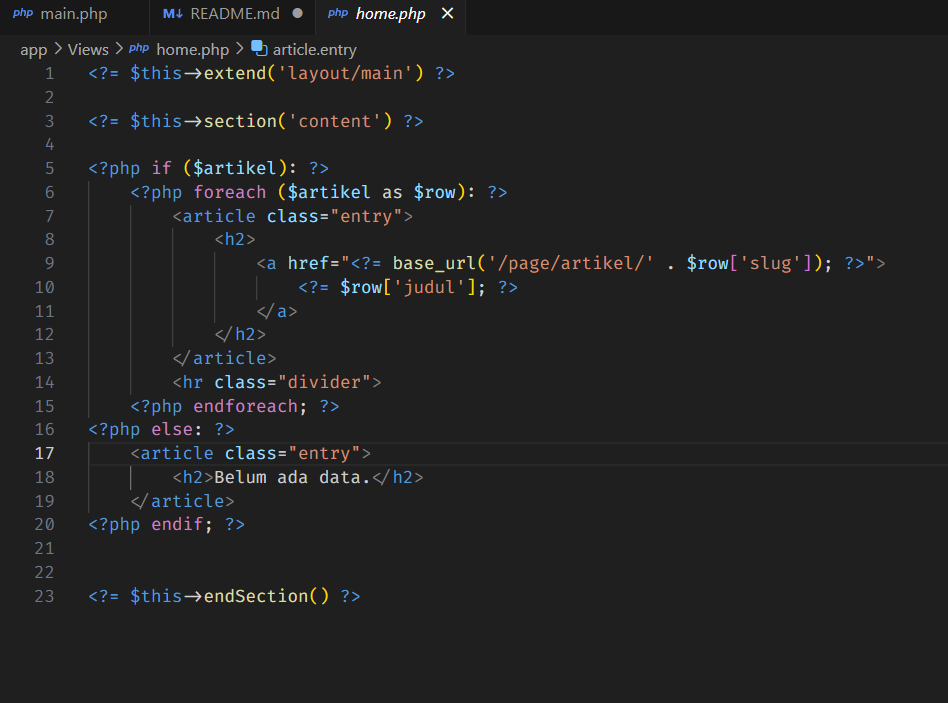 php main.php M↓ README.md ● php home.php ×
app > Views > php home.php > article.entry
1 <?= $this->extend('layout/main') ?>
2
3 <?= $this->section('content') ?>
4
5 <?php if ($artikel): ?>
6     <?php foreach ($artikel as $row): ?>
7         <article class="entry">
8             <h2>
9                 <a href="<?= base_url('/page/artikel/' . $row['slug']); ?>">
10                     <?= $row['judul']; ?>
11                 </a>
12             </h2>
13         </article>
14         <hr class="divider">
15     <?php endforeach; ?>
16 <?php else: ?>
17     <article class="entry">
18         <h2>Belum ada data.</h2>
19     </article>
20 <?php endif; ?>
21
22
23 <?= $this->endSection() ?>